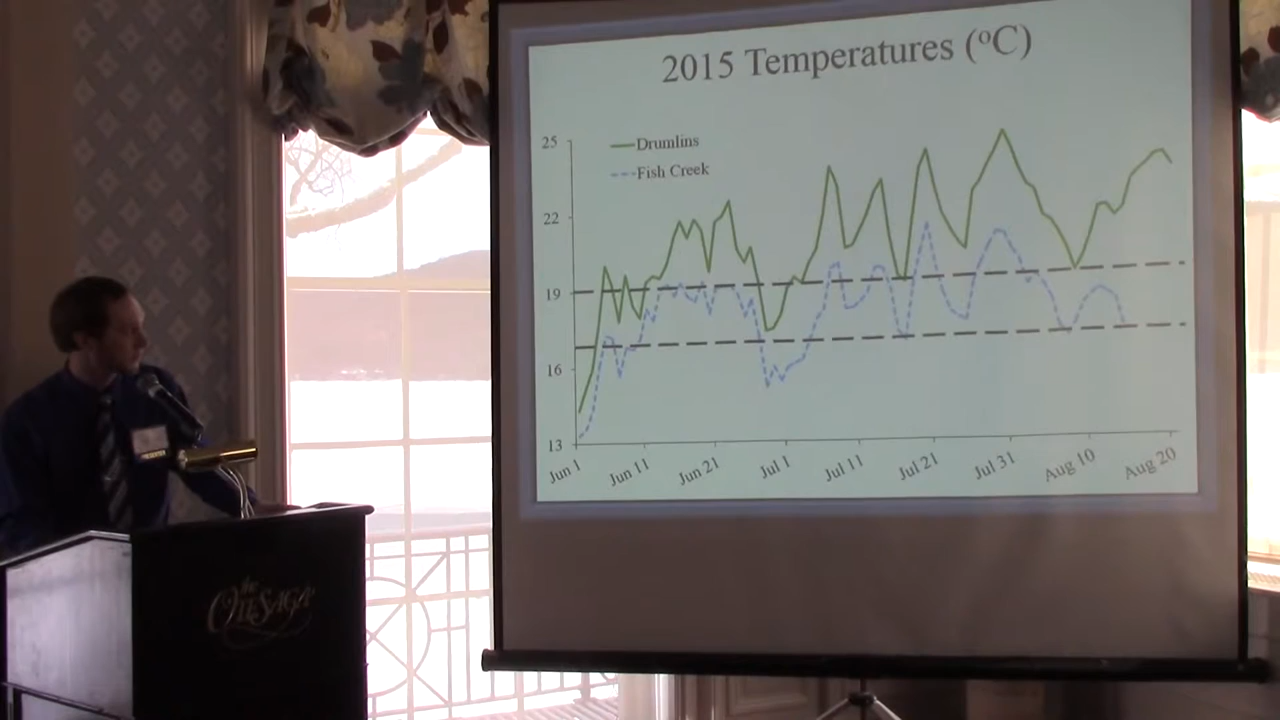 2015 Temperatures (ºC)
25
Drumlins
Fish Creek
22
19
16
13
Jun 1
Jun 11
Jun 21
Jul 1
Jul 11
Jul 21
Jul 31
Aug 10
Aug 20
PRESENTER
the
OTESAGA